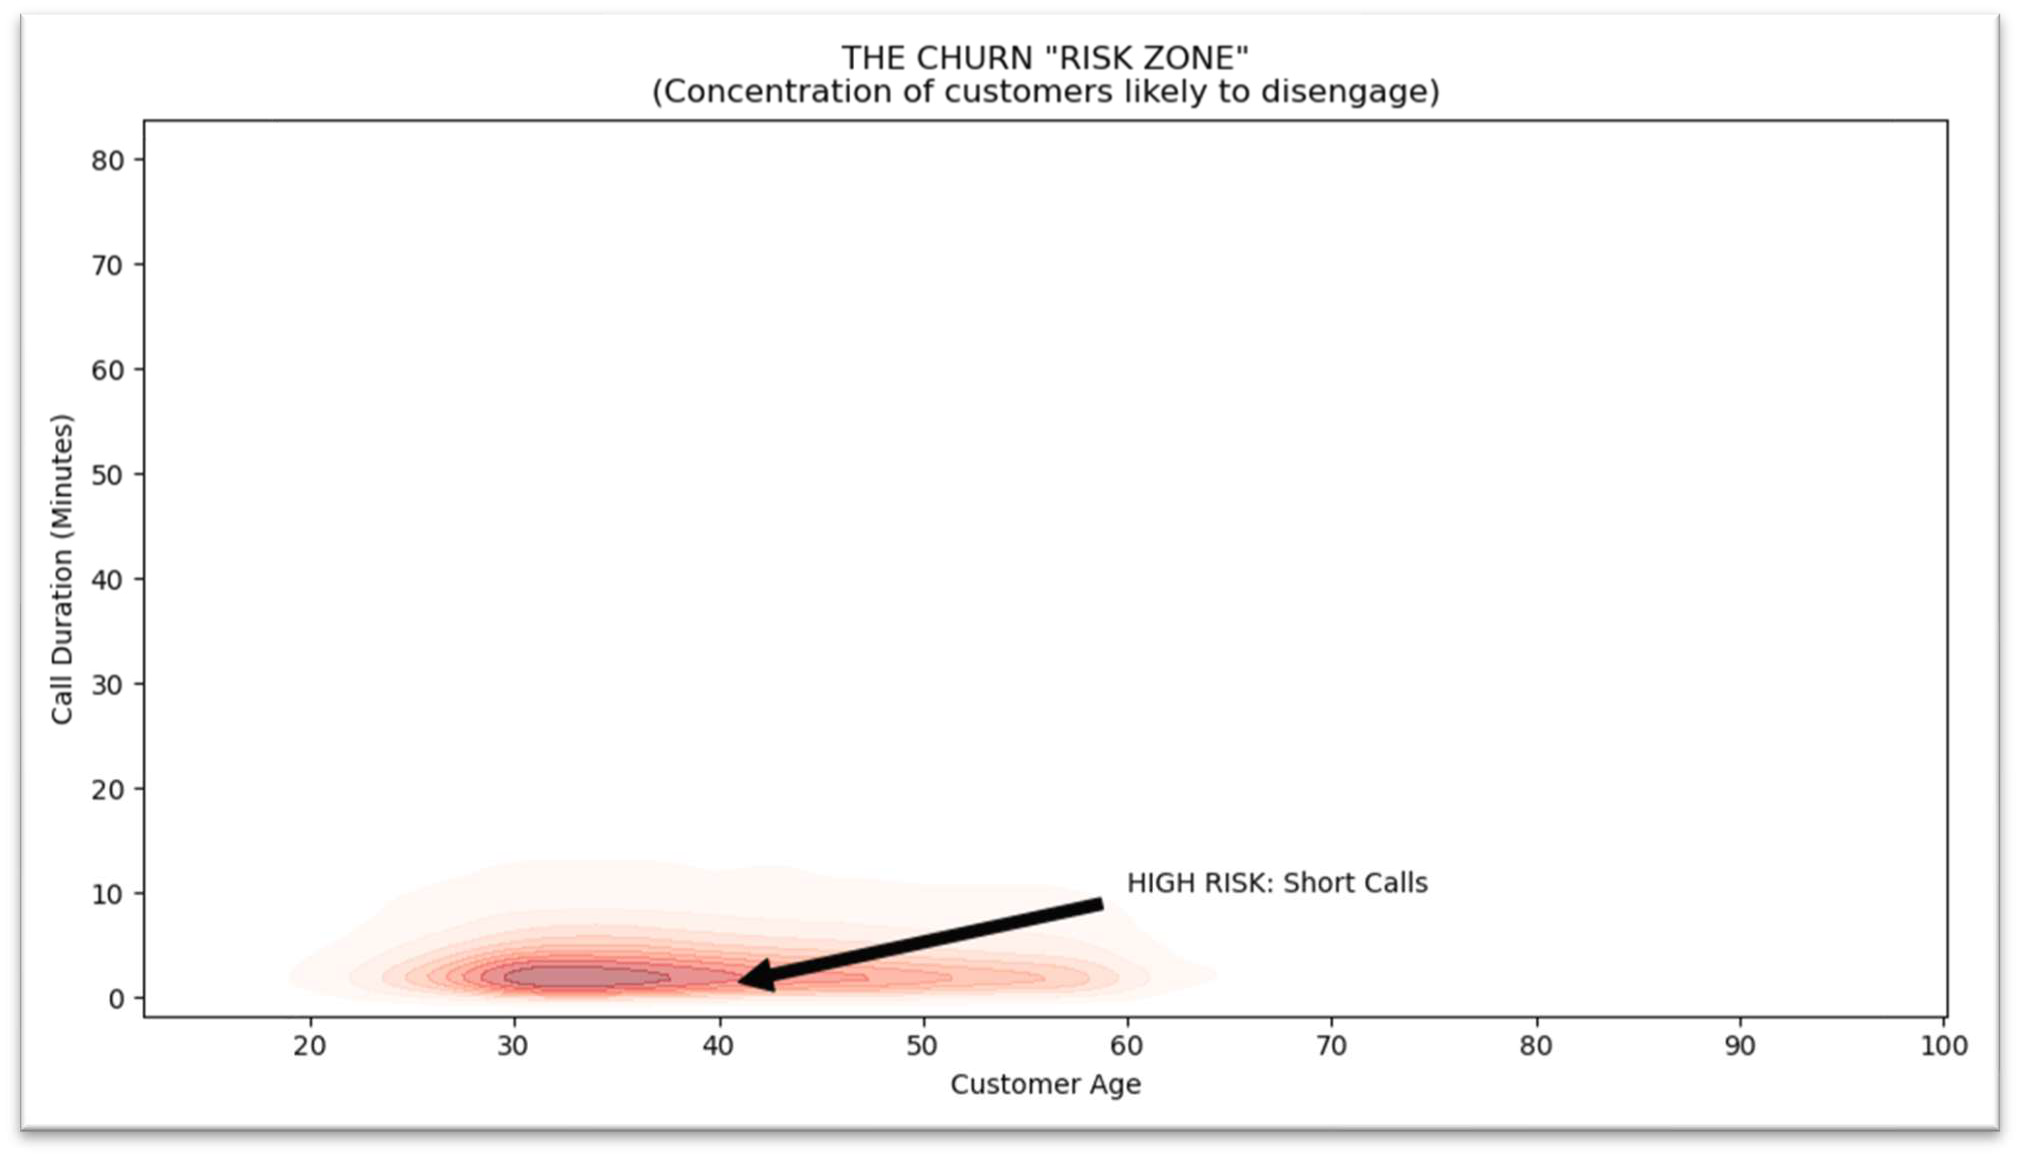 THE CHURN "RISK ZONE"
(Concentration of customers likely to disengage)
Call Duration (Minutes)
80
70
60
50
40
30
20
10
0
HIGH RISK: Short Calls
20 30 40 50 60 70 80 90 100
Customer Age